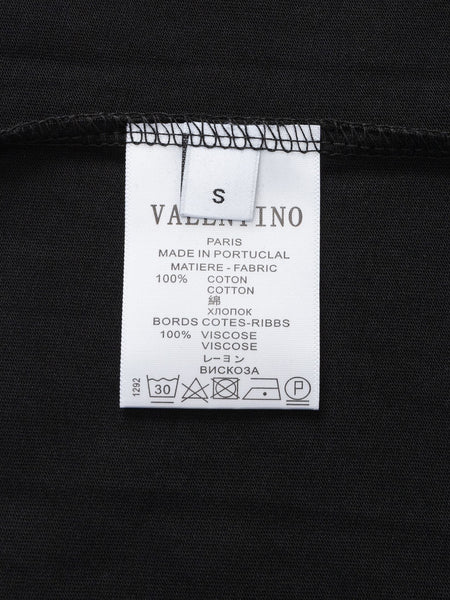 S
VALENTINO
PARIS
MADE IN PORTUCLAL
MATIERE - FABRIC
100% COTON
COTTON
綿
ХЛОПОК
BORDS COTES-RIBBS
100% VISCOSE
VISCOSE
レーヨン
ВИСКОЗА
1292
30 P